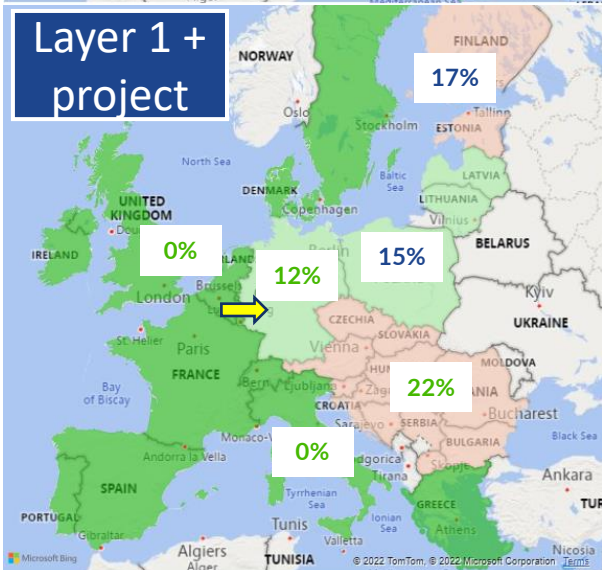 Layer 1 +
project
NORWAY
FINLAND
17%
Oslo
Stockholm
Tallinn
ESTONIA
North Sea
Baltic
Sea
LATVIA
DENMARK
Copenhagen
LITHUANIA
Vilnius
UNITED
KINGDOM
IRELAND
0%
12%
15%
BELARUS
London
Brussels
Kyiv
UKRAINE
St. Helier
Paris
CZECHIA
SLOVAKIA
Vienna
MOLDOVA
Bay
of Biscay
FRANCE
Bern
Ljubljana
22%
CROATIA
Bucharest
Sarajevo
SERBIA
BULGARIA
Black Sea
Andorra la Vella
0%
Skopje
Tirana
Ankara
SPAIN
PORTUGAL
Tyrrhenian
Sea
GREECE
Gibraltar
Tunis
Ionian
Sea
Athens
Valletta
Nicosia
Algiers
TUNISIA
Microsoft Bing
© 2022 TomTom, © 2022 Microsoft Corporation Terms